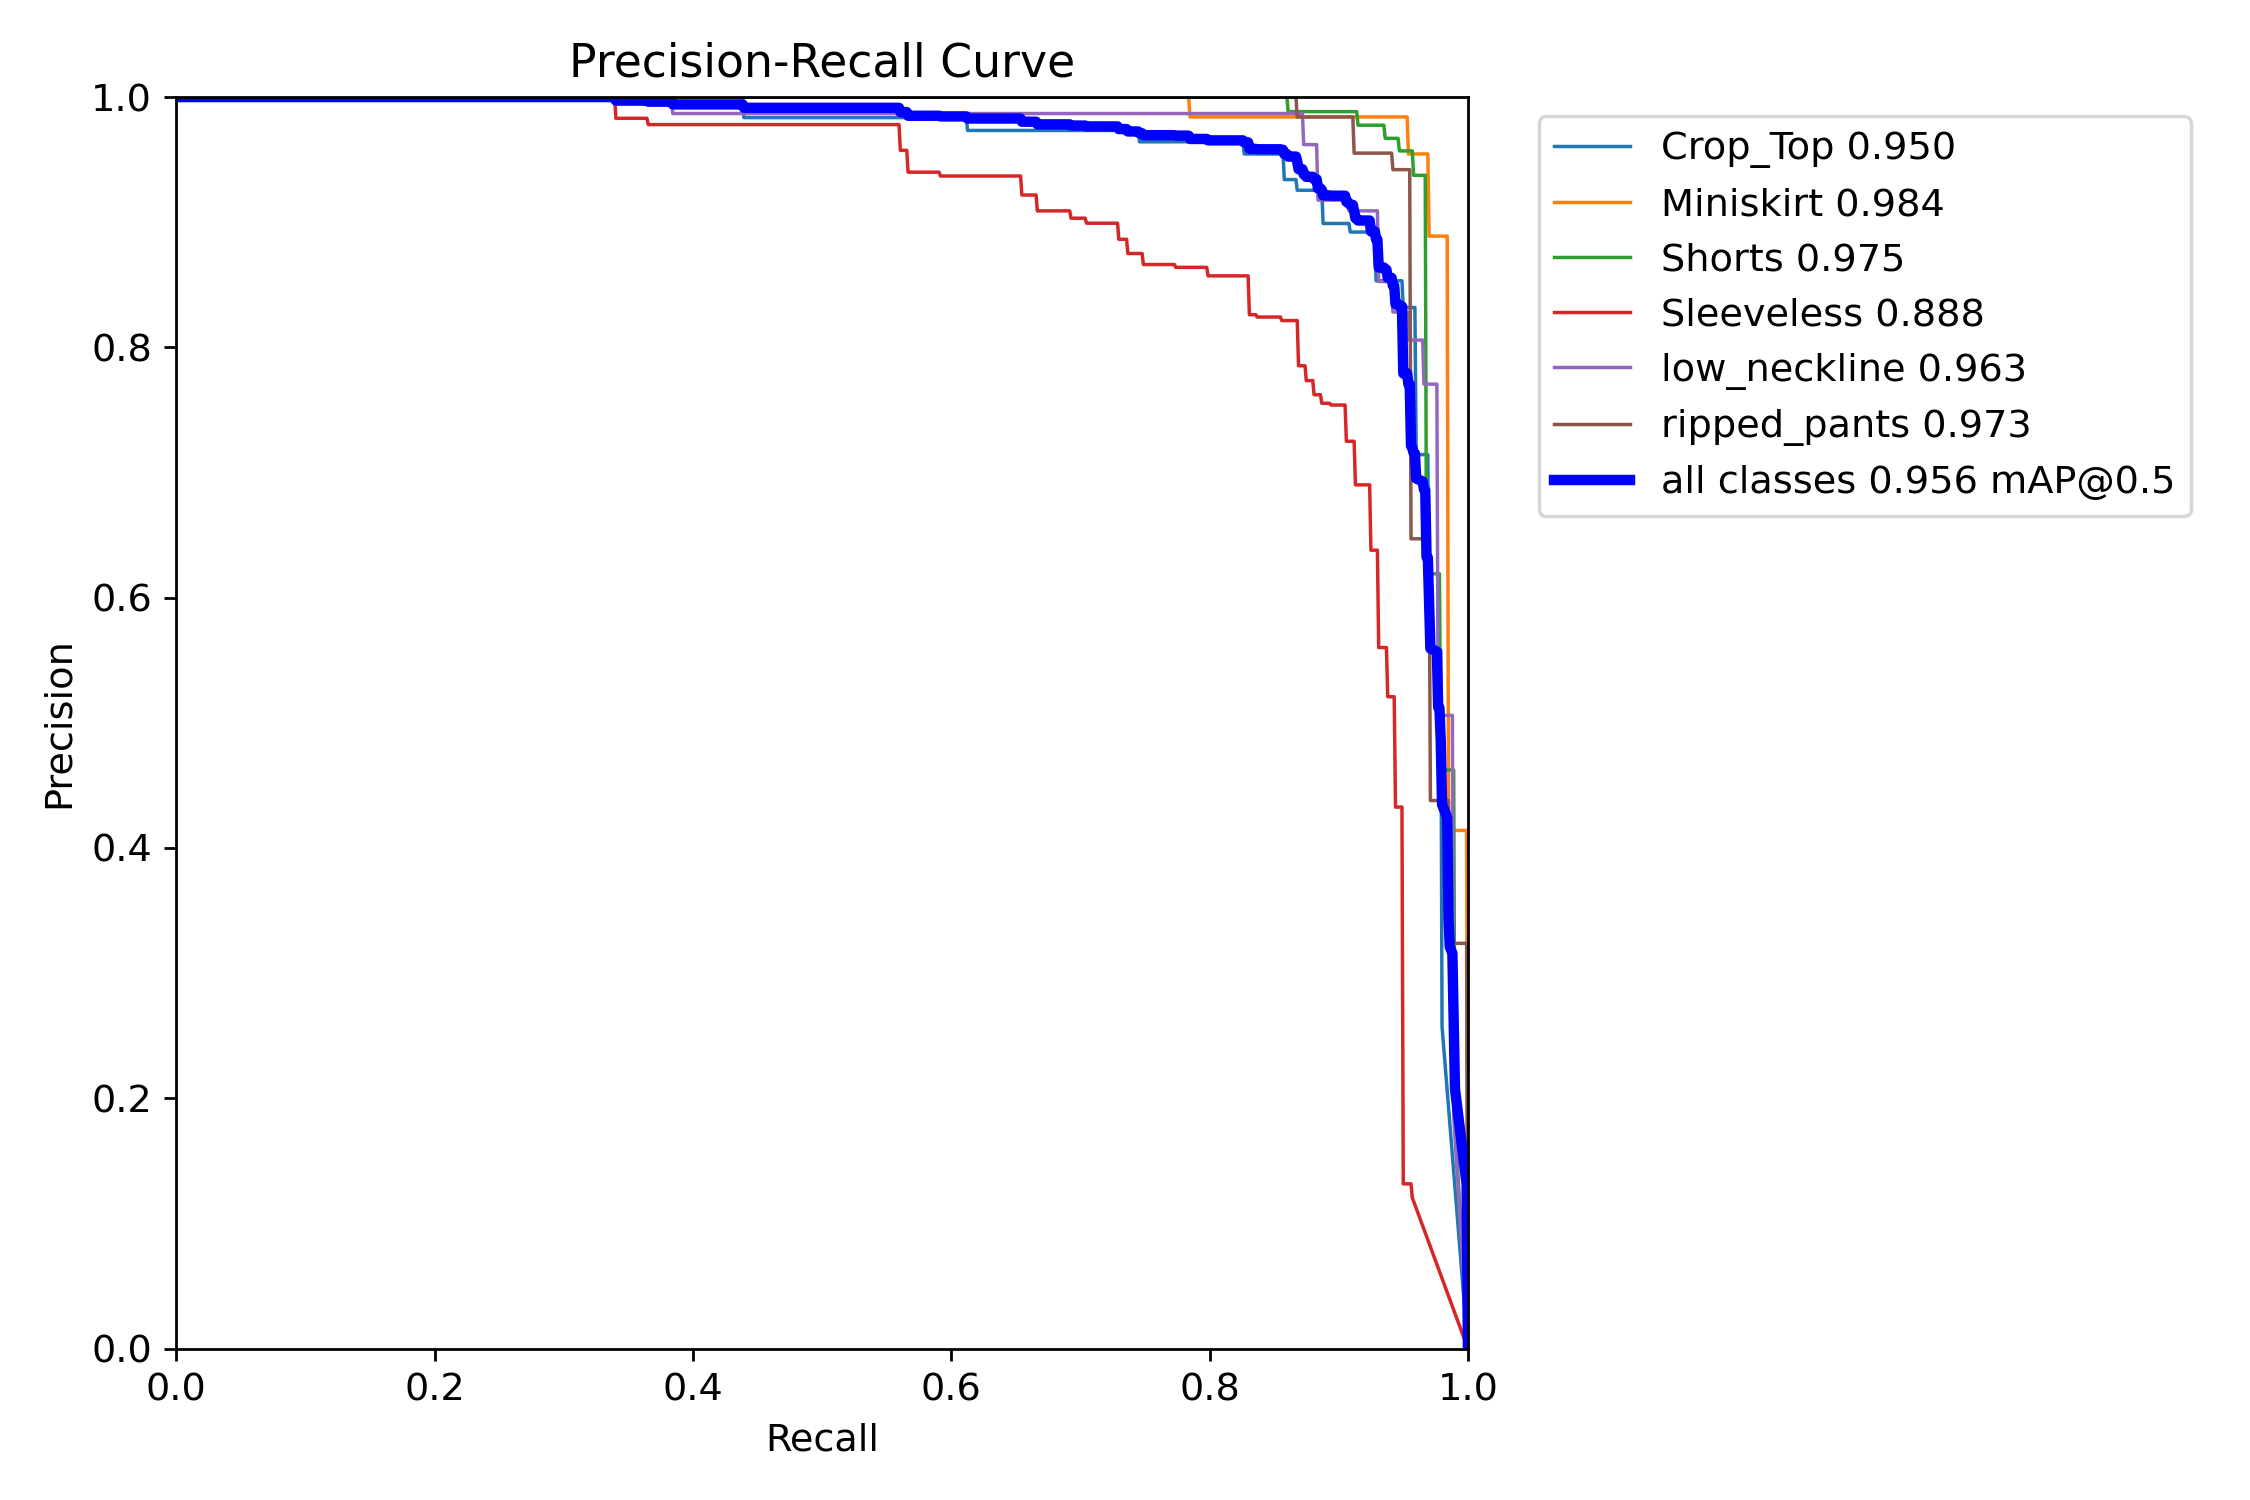 Precision-Recall Curve
1.0
0.8
0.6
0.4
0.2
0.0
Precision
0.0 0.2 0.4 0.6 0.8 1.0
Recall
Crop_Top 0.950
Miniskirt 0.984
Shorts 0.975
Sleeveless 0.888
low_neckline 0.963
ripped_pants 0.973
all classes 0.956 mAP@0.5